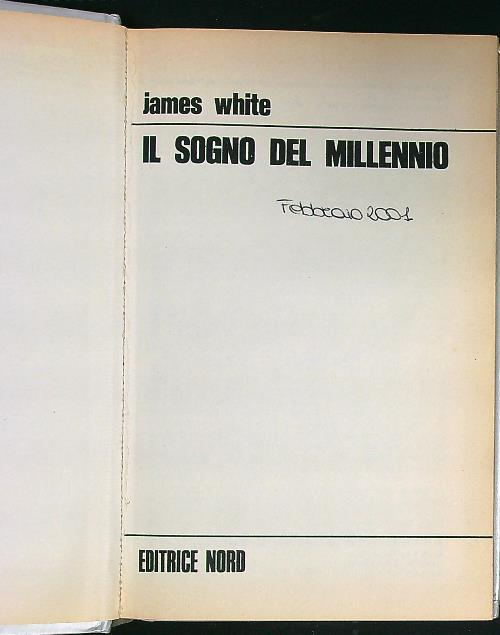 james white
IL SOGNO DEL MILLENNIO
Febbraio 2001
EDITRICE NORD